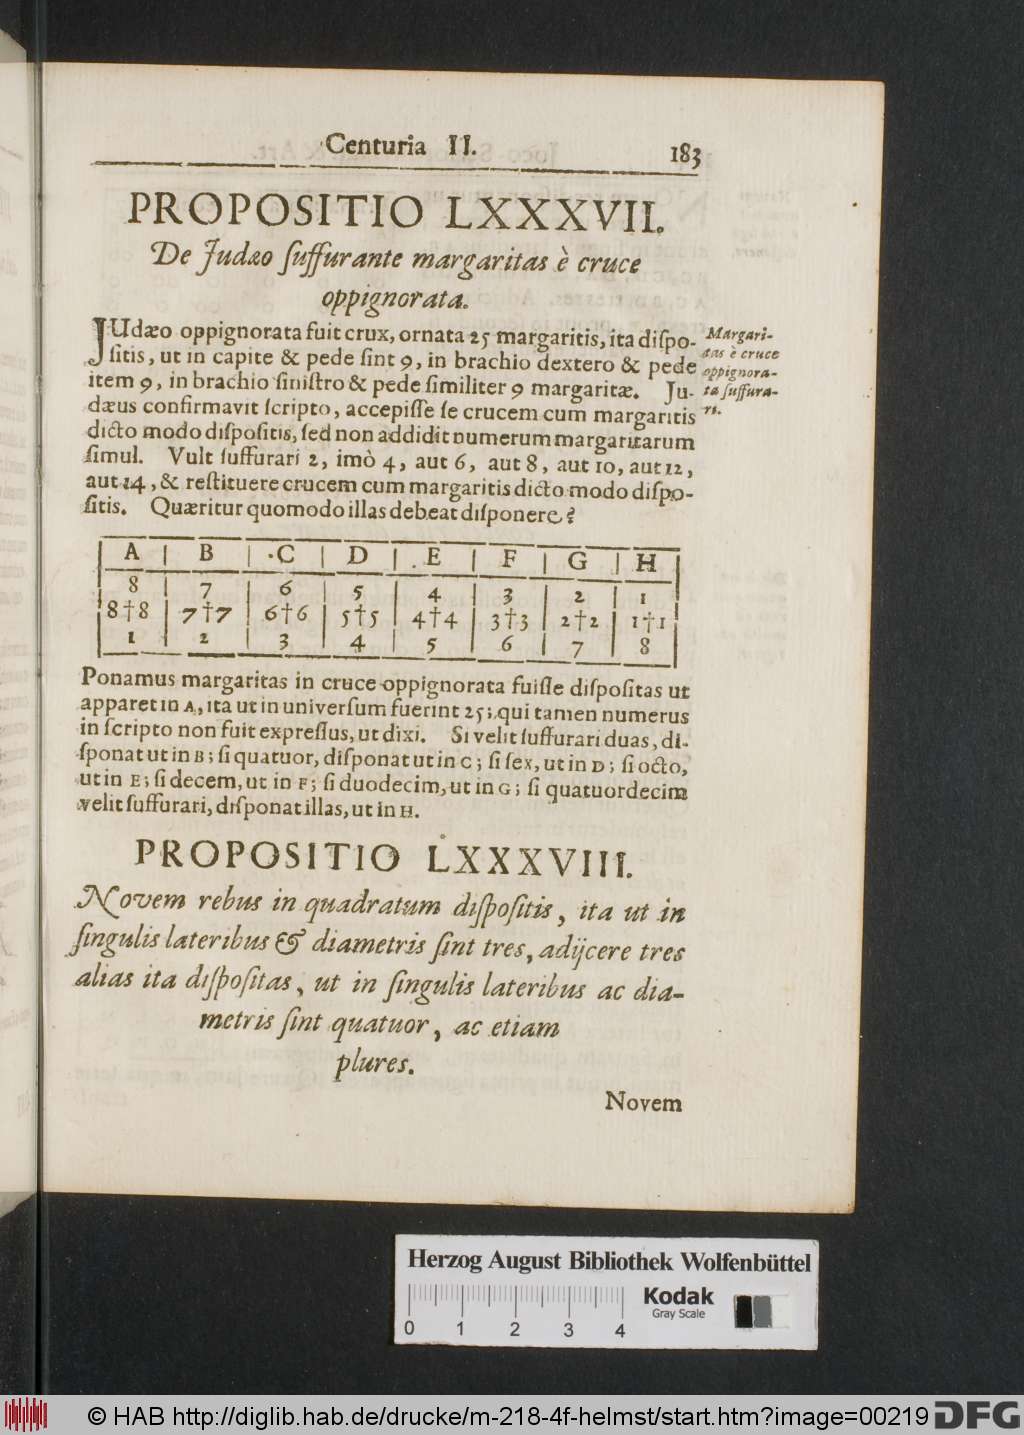 Centuria II. 183
PROPOSITIO LXXXVII.
De Judæo ſuffurante margaritas è cruce
oppignorata.
JUdæo oppignorata fuit crux, ornata 25 margaritis, ita diſpo-
ſitis, ut in capite & pede ſint 9, in brachio dextero & pede
item 9, in brachio ſiniſtro & pede ſimiliter 9 margaritæ. Ju-
dæus confirmavit ſcripto, accepiſſe ſe crucem cum margaritis
dicto modo diſpoſitis, ſed non addidit numerum margaritarum
ſimul. Vult ſuffurari 2, imò 4, aut 6, aut 8, aut 10, aut 12,
aut 14, & reſtituere crucem cum margaritis dicto modo diſpo-
ſitis. Quæritur quomodo illas debeat diſponere?
Margari-
tas è cruce
oppignora-
ta ſuffura-
ri.
A | B | C | D | E | F | G | H
8 | 7 | 6 | 5 | 4 | 3 | 2 | 1
8†8 | 7†7 | 6†6 | 5†5 | 4†4 | 3†3 | 2†2 | 1†1
1 | 2 | 3 | 4 | 5 | 6 | 7 | 8
Ponamus margaritas in cruce oppignorata fuiſſe diſpoſitas ut
apparet in A, ita ut in univerſum fuerint 25; qui tamen numerus
in ſcripto non fuit expreſſus, ut dixi. Si velit ſuffurari duas, di-
ſponat ut in B; ſi quatuor, diſponat ut in C; ſi ſex, ut in D; ſi octo,
ut in E; ſi decem, ut in F; ſi duodecim, ut in G; ſi quatuordecim
velit ſuffurari, diſponat illas, ut in H.
PROPOSITIO LXXXVIII.
Novem rebus in quadratum diſpoſitis, ita ut in
ſingulis lateribus & diametris ſint tres, adijcere tres
alias ita diſpoſitas, ut in ſingulis lateribus ac dia-
metris ſint quatuor, ac etiam
plures.
Novem
Herzog August Bibliothek Wolfenbüttel
0 1 2 3 4
Kodak
Gray Scale
© HAB http://diglib.hab.de/drucke/m-218-4f-helmst/start.htm?image=00219
DFG